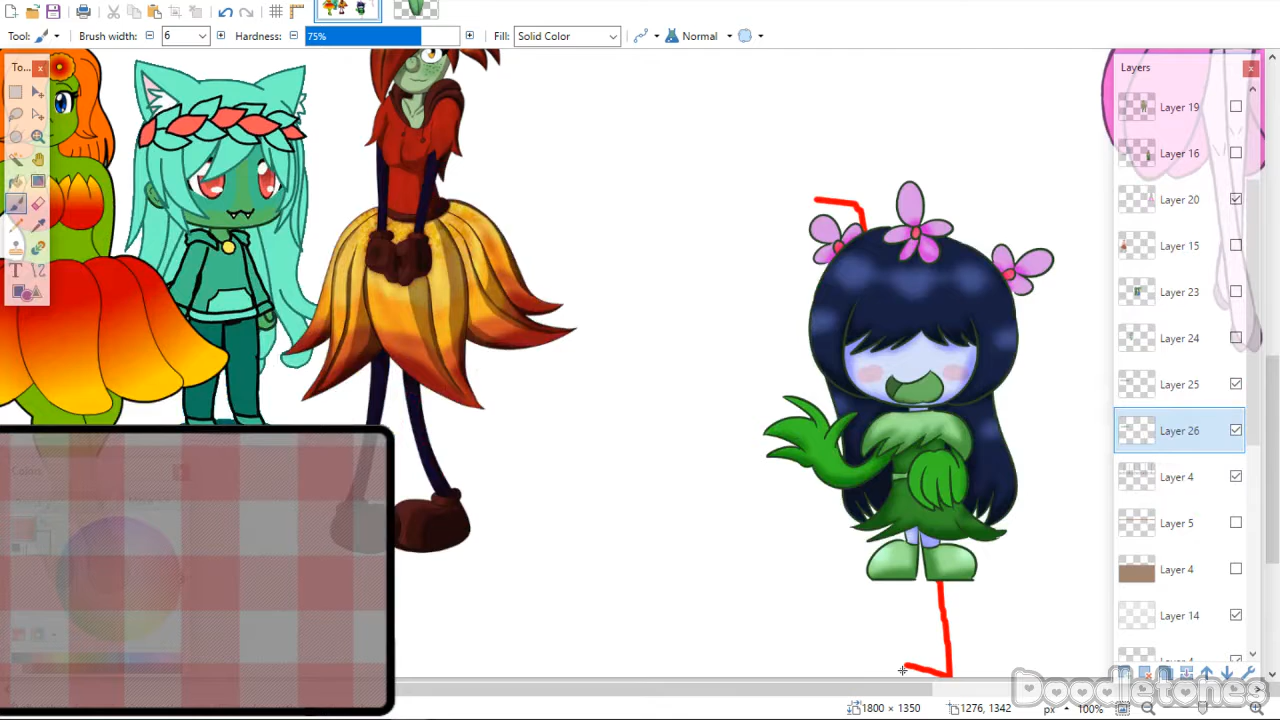 Tool:
Brush width:
6
Hardness:
75%
Fill:
Solid Color
Normal
To...
Layers
Layer 19
Layer 16
Layer 20
Layer 15
Layer 23
Layer 24
Layer 25
Layer 26
Layer 4
Layer 5
Layer 4
Layer 14
Colors
Doodletones
1800 × 1350
1276, 1342
px
100%